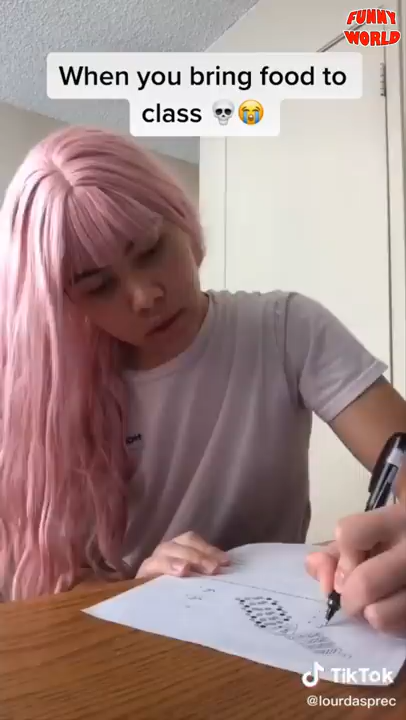 FUNNY
WORLD
When you bring food to
class 💀😭
TikTok
@lourdasprec